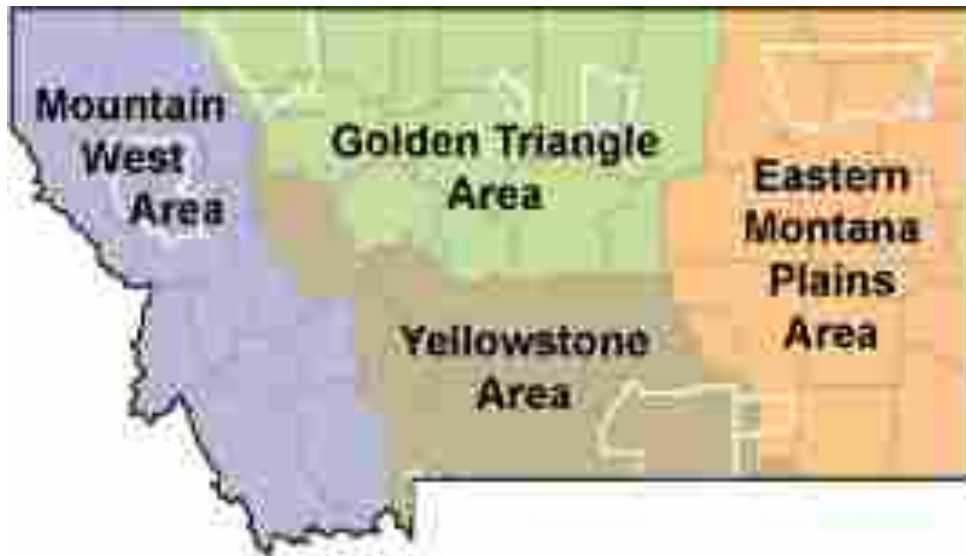 Mountain
West
Area
Golden Triangle
Area
Eastern
Montana
Plains
Area
Yellowstone
Area